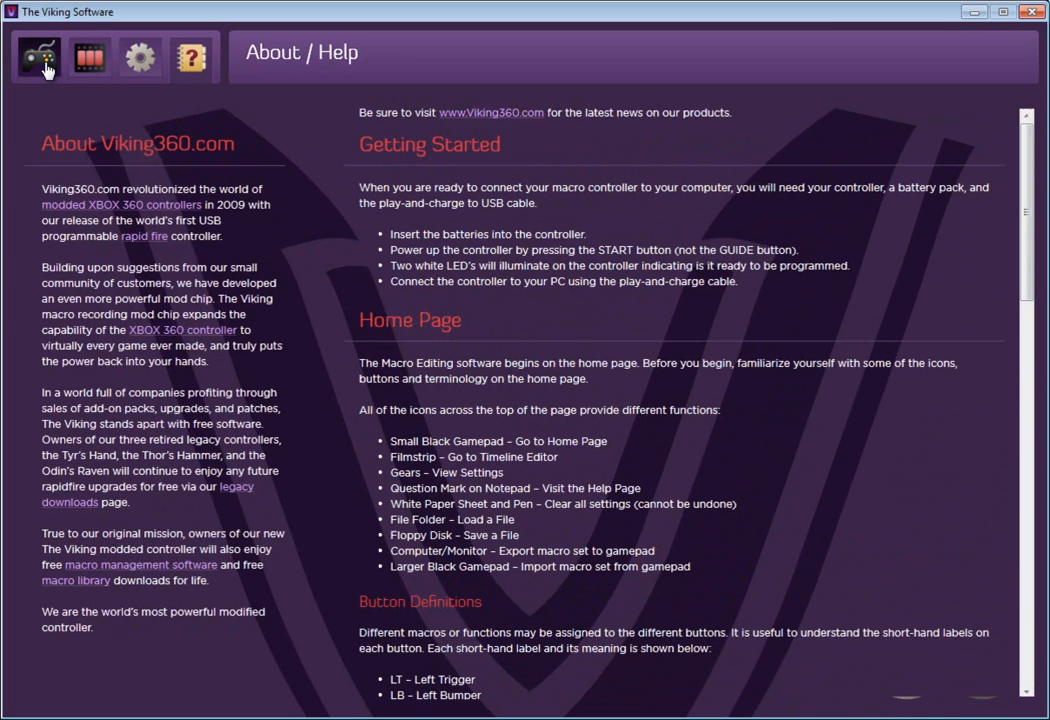 The Viking Software
About / Help
About Viking360.com
Viking360.com revolutionized the world of
modded XBOX 360 controllers in 2009 with
our release of the world's first USB
programmable rapid fire controller.
Building upon suggestions from our small
community of customers, we have developed
an even more powerful mod chip. The Viking
macro recording mod chip expands the
capability of the XBOX 360 controller to
virtually every game ever made, and truly puts
the power back into your hands.
In a world full of companies profiting through
sales of add-on packs, upgrades, and patches,
The Viking stands apart with free software.
Owners of our three retired legacy controllers,
the Tyr's Hand, the Thor's Hammer, and the
Odin's Raven will continue to enjoy any future
rapidfire upgrades for free via our legacy
downloads page.
True to our original mission, owners of our new
The Viking modded controller will also enjoy
free macro management software and free
macro library downloads for life.
We are the world's most powerful modified
controller.
Be sure to visit www.Viking360.com for the latest news on our products.
Getting Started
When you are ready to connect your macro controller to your computer, you will need your controller, a battery pack, and
the play-and-charge to USB cable.
• Insert the batteries into the controller.
• Power up the controller by pressing the START button (not the GUIDE button).
• Two white LED's will illuminate on the controller indicating is it ready to be programmed.
• Connect the controller to your PC using the play-and-charge cable.
Home Page
The Macro Editing software begins on the home page. Before you begin, familiarize yourself with some of the icons,
buttons and terminology on the home page.
All of the icons across the top of the page provide different functions:
• Small Black Gamepad – Go to Home Page
• Filmstrip – Go to Timeline Editor
• Gears – View Settings
• Question Mark on Notepad – Visit the Help Page
• White Paper Sheet and Pen – Clear all settings (cannot be undone)
• File Folder – Load a File
• Floppy Disk – Save a File
• Computer/Monitor – Export macro set to gamepad
• Larger Black Gamepad – Import macro set from gamepad
Button Definitions
Different macros or functions may be assigned to the different buttons. It is useful to understand the short-hand labels on
each button. Each short-hand label and its meaning is shown below:
• LT – Left Trigger
• LB – Left Bumper